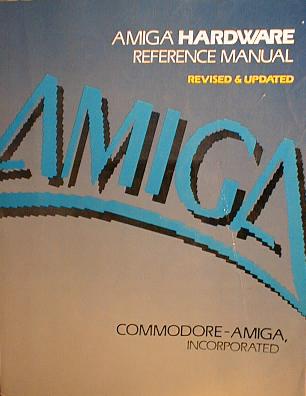 AMIGA® HARDWARE
REFERENCE MANUAL
REVISED & UPDATED
AMIGA
COMMODORE-AMIGA,
INCORPORATED